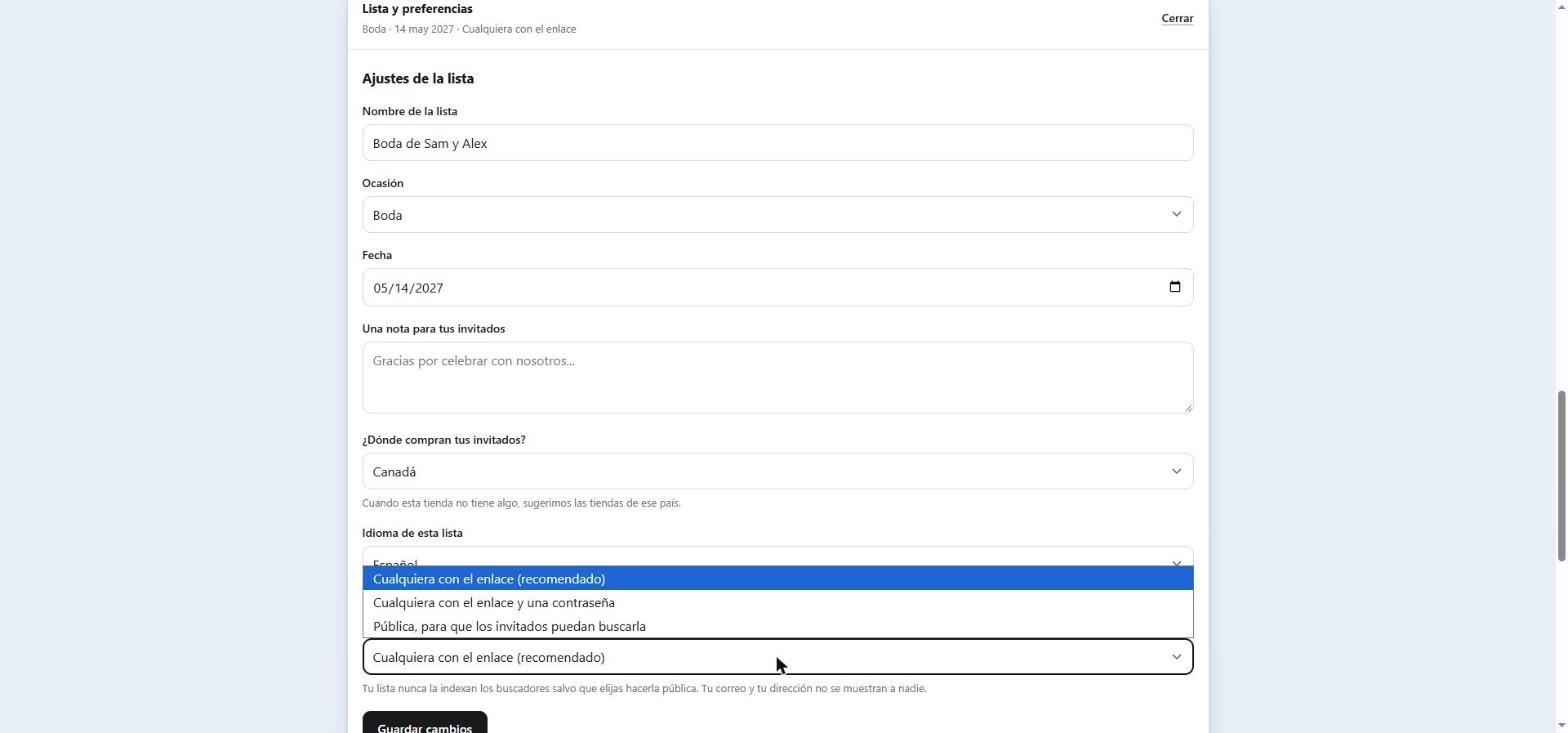 Lista y preferencias
Boda · 14 may 2027 · Cualquiera con el enlace
Cerrar
Ajustes de la lista
Nombre de la lista
Boda de Sam y Alex
Ocasión
Boda
Fecha
05/14/2027
Una nota para tus invitados
Gracias por celebrar con nosotros...
¿Dónde compran tus invitados?
Canadá
Cuando esta tienda no tiene algo, sugerimos las tiendas de ese país.
Idioma de esta lista
Español
Cualquiera con el enlace (recomendado)
Cualquiera con el enlace y una contraseña
Pública, para que los invitados puedan buscarla
Cualquiera con el enlace (recomendado)
Tu lista nunca la indexan los buscadores salvo que elijas hacerla pública. Tu correo y tu dirección no se muestran a nadie.
Guardar cambios